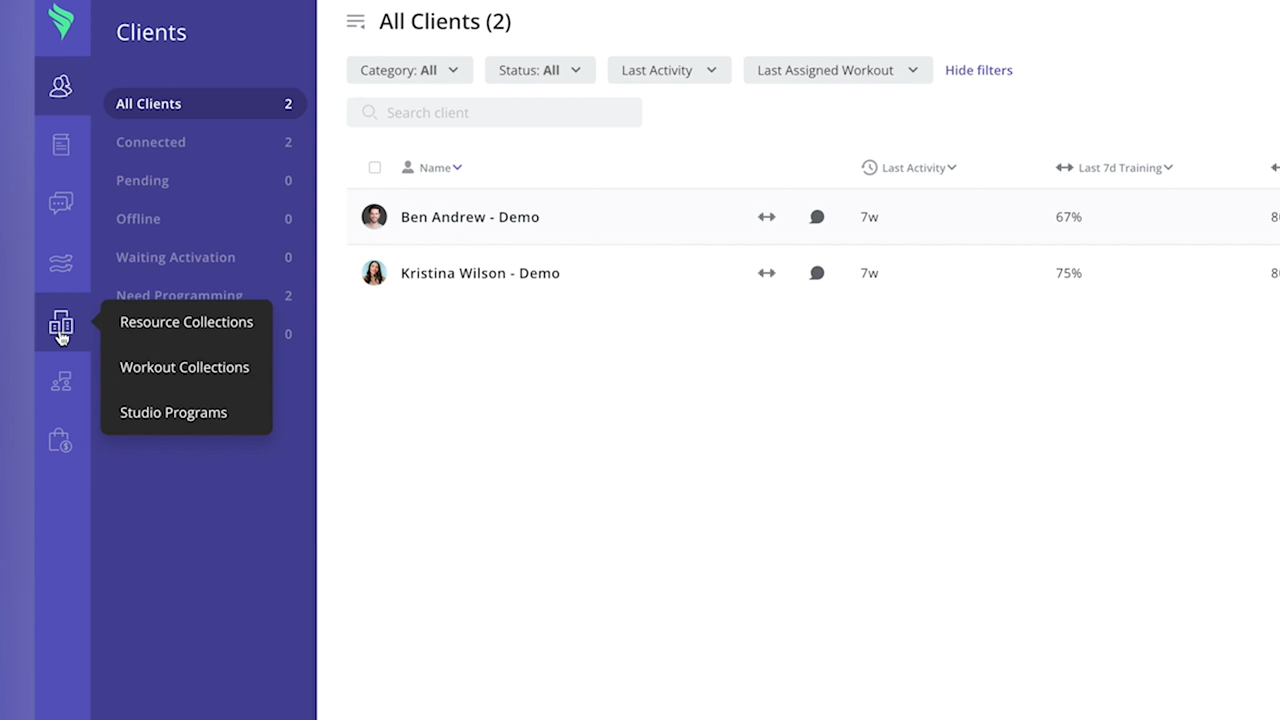 Clients
All Clients 2
Connected 2
Pending 0
Offline 0
Waiting Activation 0
Need Programming 2
0
Resource Collections
Workout Collections
Studio Programs
All Clients (2)
Category: All Status: All Last Activity Last Assigned Workout Hide filters
Search client
Name Last Activity Last 7d Training
Ben Andrew - Demo 7w 67%
Kristina Wilson - Demo 7w 75%